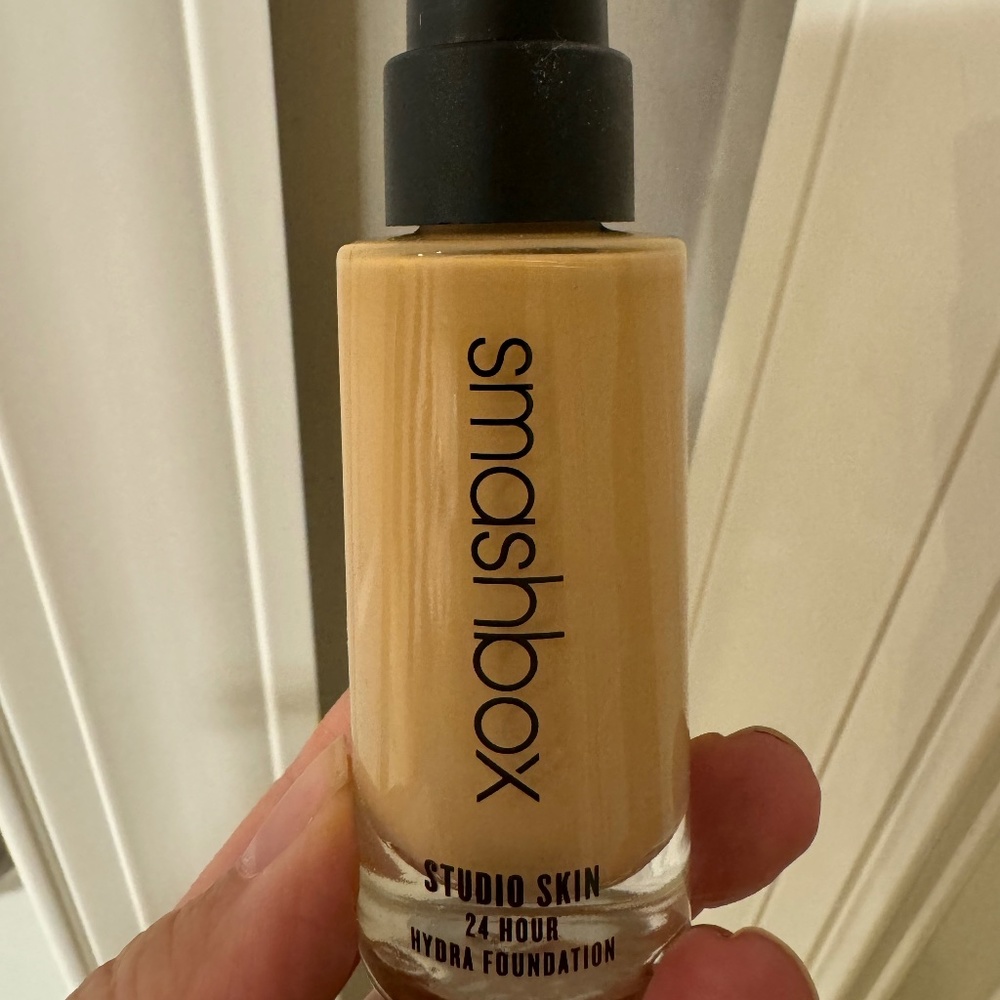 smashbox
STUDIO SKIN
24 HOUR
HYDRA FOUNDATION